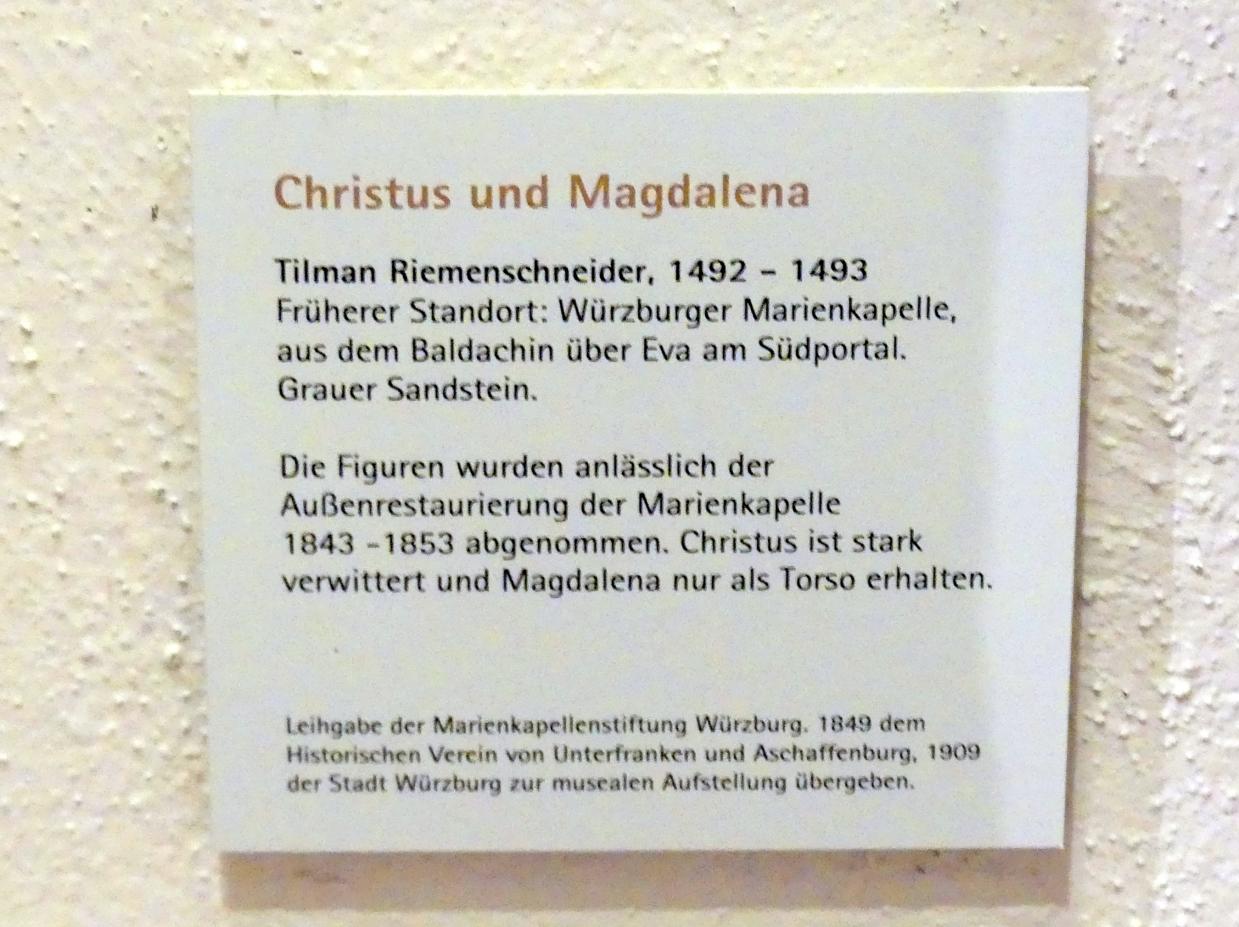 Christus und Magdalena
Tilman Riemenschneider, 1492 – 1493
Früherer Standort: Würzburger Marienkapelle,
aus dem Baldachin über Eva am Südportal.
Grauer Sandstein.
Die Figuren wurden anlässlich der
Außenrestaurierung der Marienkapelle
1843 –1853 abgenommen. Christus ist stark
verwittert und Magdalena nur als Torso erhalten.
Leihgabe der Marienkapellenstiftung Würzburg. 1849 dem
Historischen Verein von Unterfranken und Aschaffenburg, 1909
der Stadt Würzburg zur musealen Aufstellung übergeben.